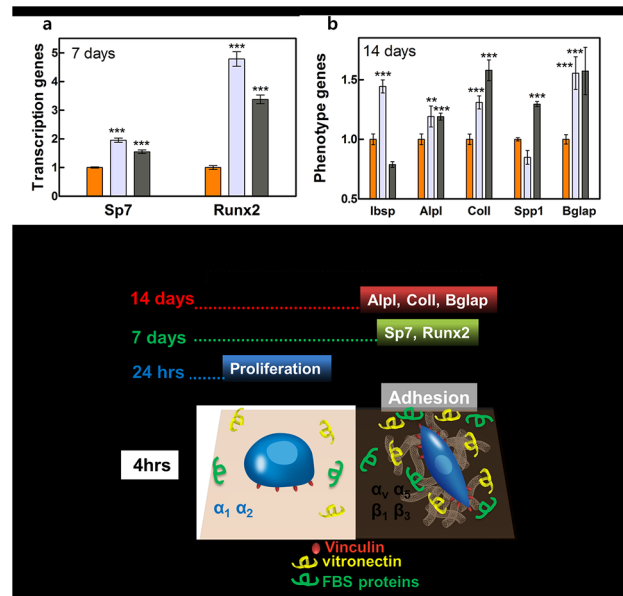 a
7 days
Transcription genes
5
4
3
2
1
0
***
***
***
***
Sp7
Runx2
b
14 days
Phenotype genes
1.5
1.0
0.5
***
**
***
***
***
***
***
***
Ibsp
Alpl
Coll
Spp1
Bglap
14 days
Alpl, Coll, Bglap
7 days
Sp7, Runx2
24 hrs
Proliferation
Adhesion
4hrs
α1 α2
αv α5
β1 β3
Vinculin
vitronectin
FBS proteins